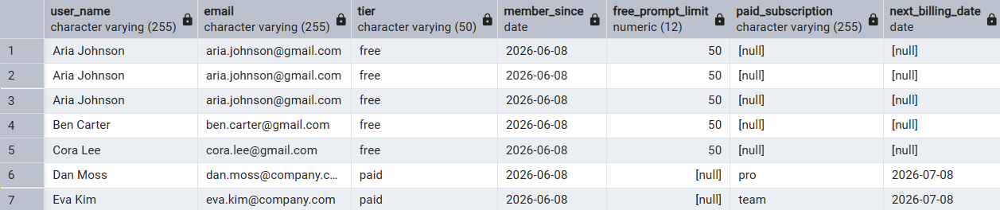 user_name email tier member_since free_prompt_limit paid_subscription next_billing_date
character varying (255) character varying (255) character varying (50) date numeric (12) character varying (255) date
1 Aria Johnson aria.johnson@gmail.com free 2026-06-08 50 [null] [null]
2 Aria Johnson aria.johnson@gmail.com free 2026-06-08 50 [null] [null]
3 Aria Johnson aria.johnson@gmail.com free 2026-06-08 50 [null] [null]
4 Ben Carter ben.carter@gmail.com free 2026-06-08 50 [null] [null]
5 Cora Lee cora.lee@gmail.com free 2026-06-08 50 [null] [null]
6 Dan Moss dan.moss@company.c... paid 2026-06-08 [null] pro 2026-07-08
7 Eva Kim eva.kim@company.com paid 2026-06-08 [null] team 2026-07-08